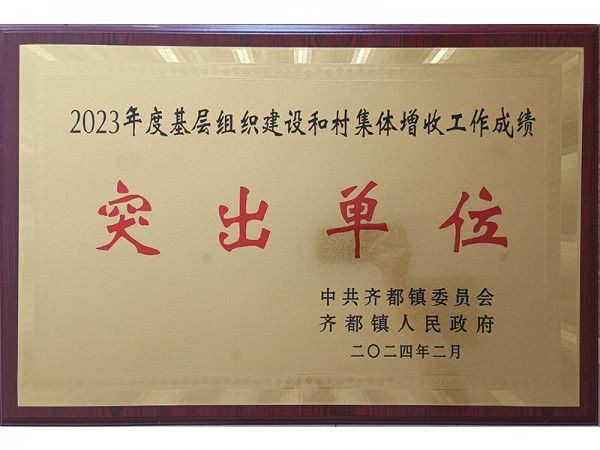 2023年度基层组织建设和村集体增收工作成绩
突出单位
中共齐都镇委员会
齐都镇人民政府
二〇二四年二月